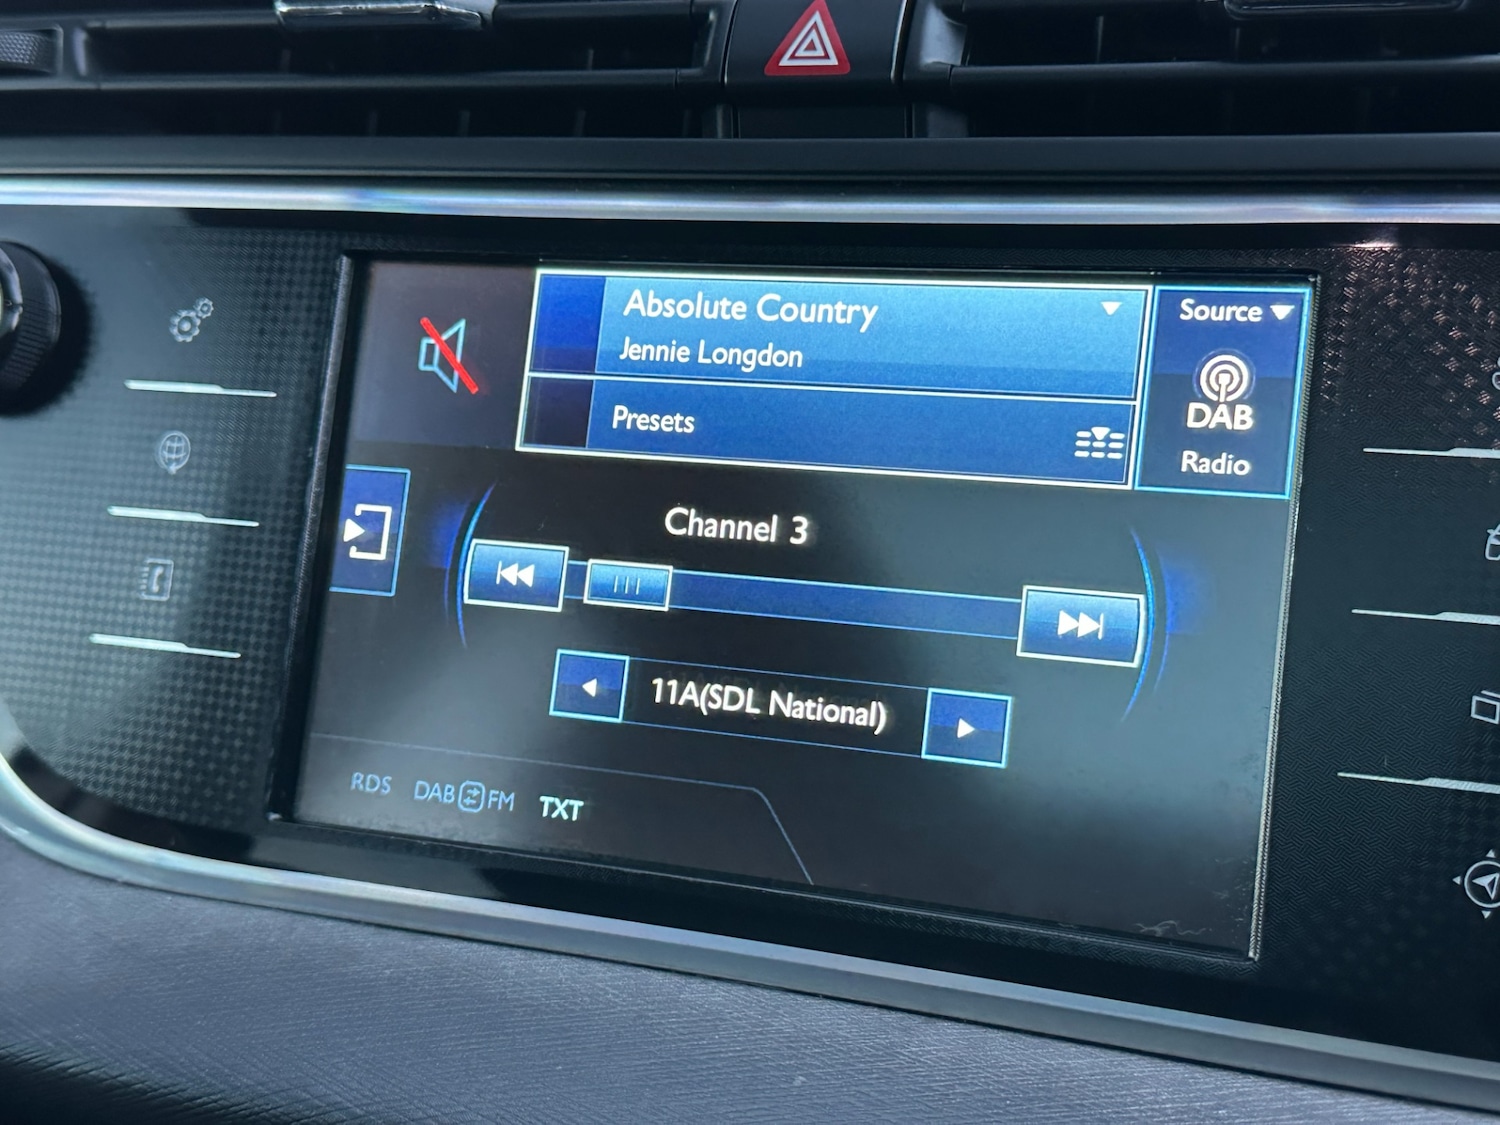 Absolute Country
Jennie Longdon
Presets
Source
DAB
Radio
Channel 3
11A(SDL National)
RDS DAB FM TXT